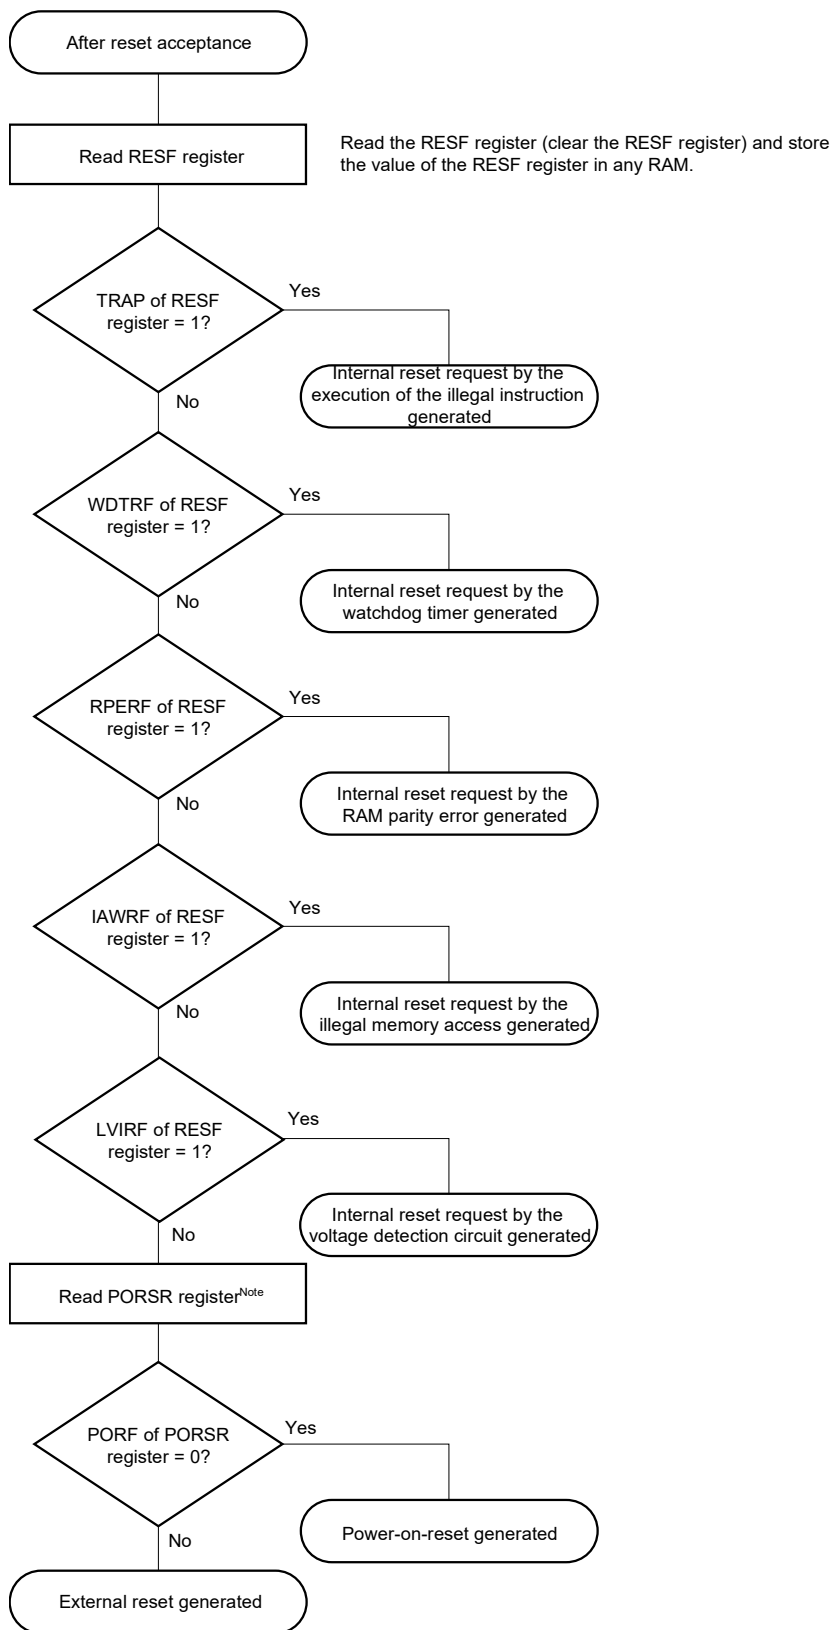 After reset acceptance
Read RESF register
Read the RESF register (clear the RESF register) and store
the value of the RESF register in any RAM.
TRAP of RESF
register = 1?
Yes
Internal reset request by the
execution of the illegal instruction
generated
No
WDTRF of RESF
register = 1?
Yes
Internal reset request by the
watchdog timer generated
No
RPERF of RESF
register = 1?
Yes
Internal reset request by the
RAM parity error generated
No
IAWRF of RESF
register = 1?
Yes
Internal reset request by the
illegal memory access generated
No
LVIRF of RESF
register = 1?
Yes
Internal reset request by the
voltage detection circuit generated
No
Read PORSR registerNote
PORF of PORSR
register = 0?
Yes
Power-on-reset generated
No
External reset generated